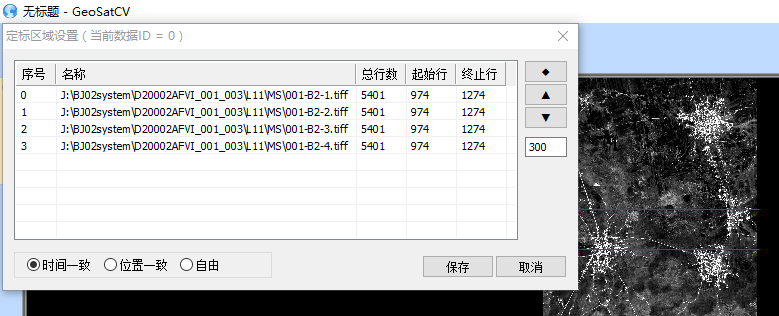 无标题 - GeoSatCV
定标区域设置（当前数据ID = 0）
序号 名称 总行数 起始行 终止行
0 J:\BJ02system\D20002AFVI_001_003\L11\MS\001-B2-1.tiff 5401 974 1274
1 J:\BJ02system\D20002AFVI_001_003\L11\MS\001-B2-2.tiff 5401 974 1274
2 J:\BJ02system\D20002AFVI_001_003\L11\MS\001-B2-3.tiff 5401 974 1274
3 J:\BJ02system\D20002AFVI_001_003\L11\MS\001-B2-4.tiff 5401 974 1274
300
时间一致 位置一致 自由
保存 取消